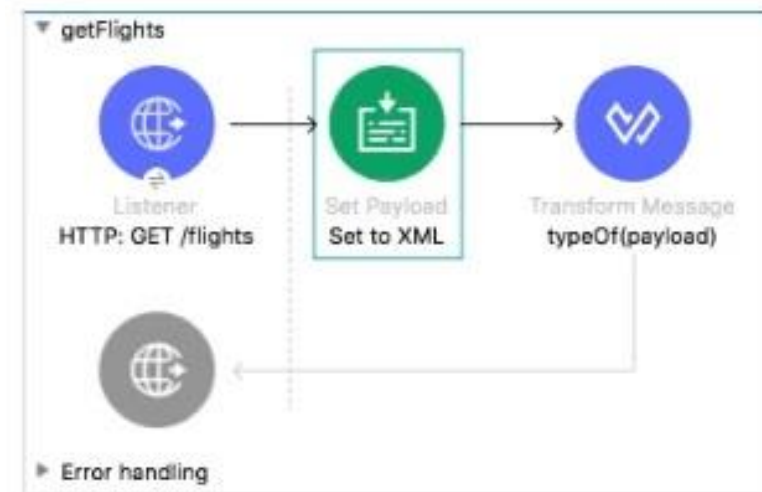 getFlights
Listener
HTTP: GET /flights
Set Payload
Set to XML
Transform Message
typeOf(payload)
Error handling